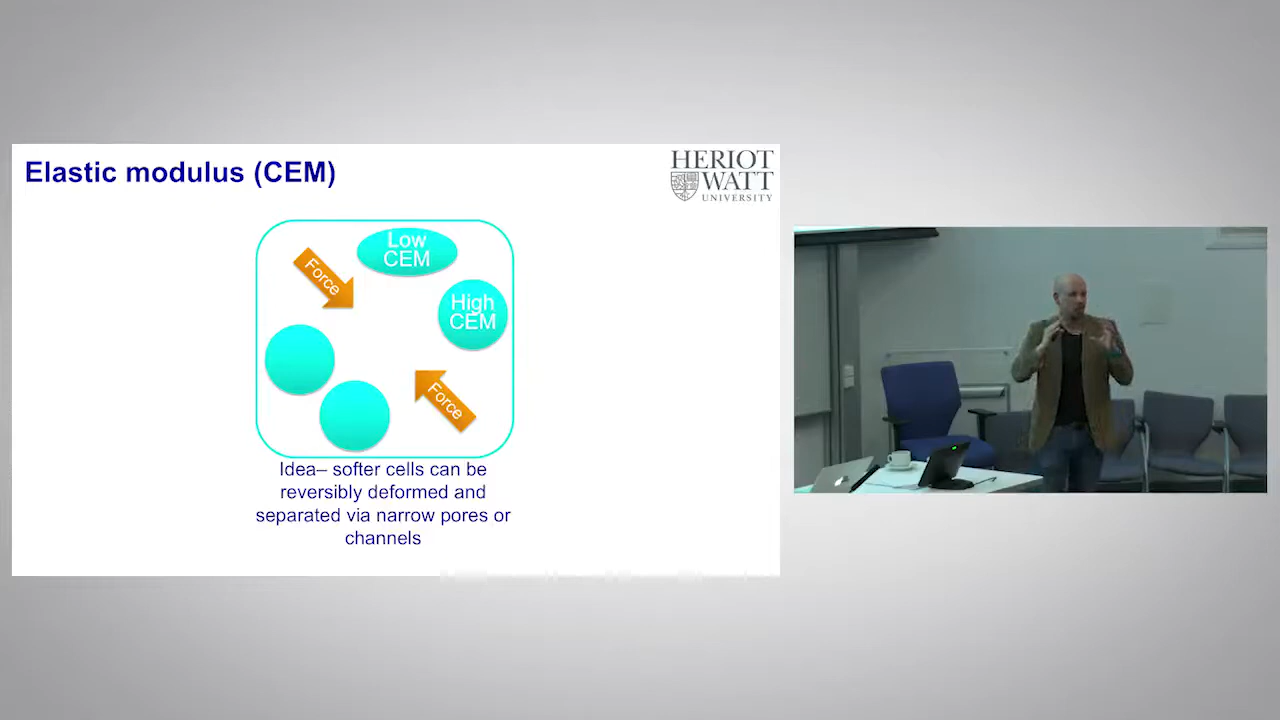 Elastic modulus (CEM)
HERIOT
WATT
UNIVERSITY
Low
CEM
Force
High
CEM
Force
Idea– softer cells can be
reversibly deformed and
separated via narrow pores or
channels